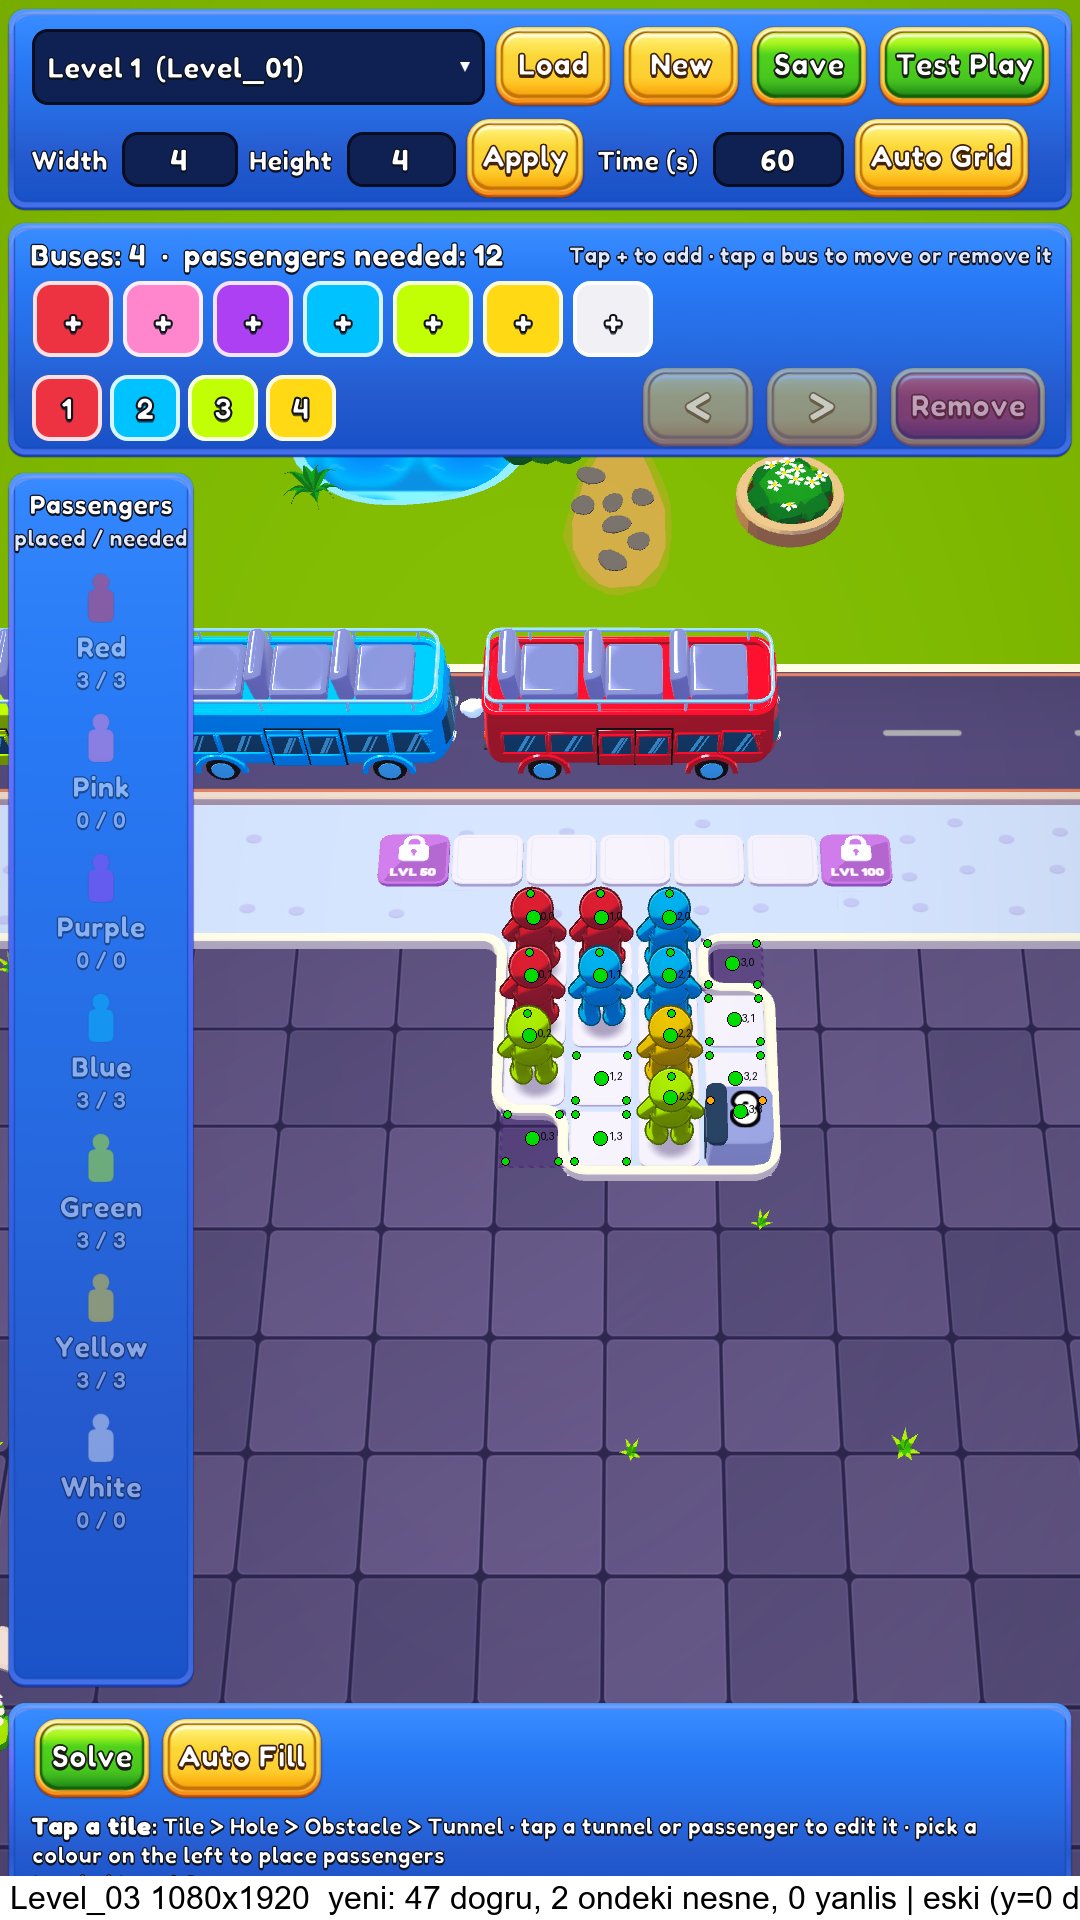 Level 1 (Level_01)
Load
New
Save
Test Play
Width
4
Height
4
Apply
Time (s)
60
Auto Grid
Buses: 4 · passengers needed: 12
Tap + to add · tap a bus to move or remove it
+ + + + + + +
1 2 3 4
< >
Remove
Passengers
placed / needed
Red
3 / 3
Pink
0 / 0
Purple
0 / 0
Blue
3 / 3
Green
3 / 3
Yellow
3 / 3
White
0 / 0
LVL 50
LVL 100
3,0
3,1
1,2
3,2
0,3
1,3
Solve
Auto Fill
Tap a tile: Tile > Hole > Obstacle > Tunnel · tap a tunnel or passenger to edit it · pick a
colour on the left to place passengers
Level_03 1080x1920 yeni: 47 dogru, 2 ondeki nesne, 0 yanlis | eski (y=0 d